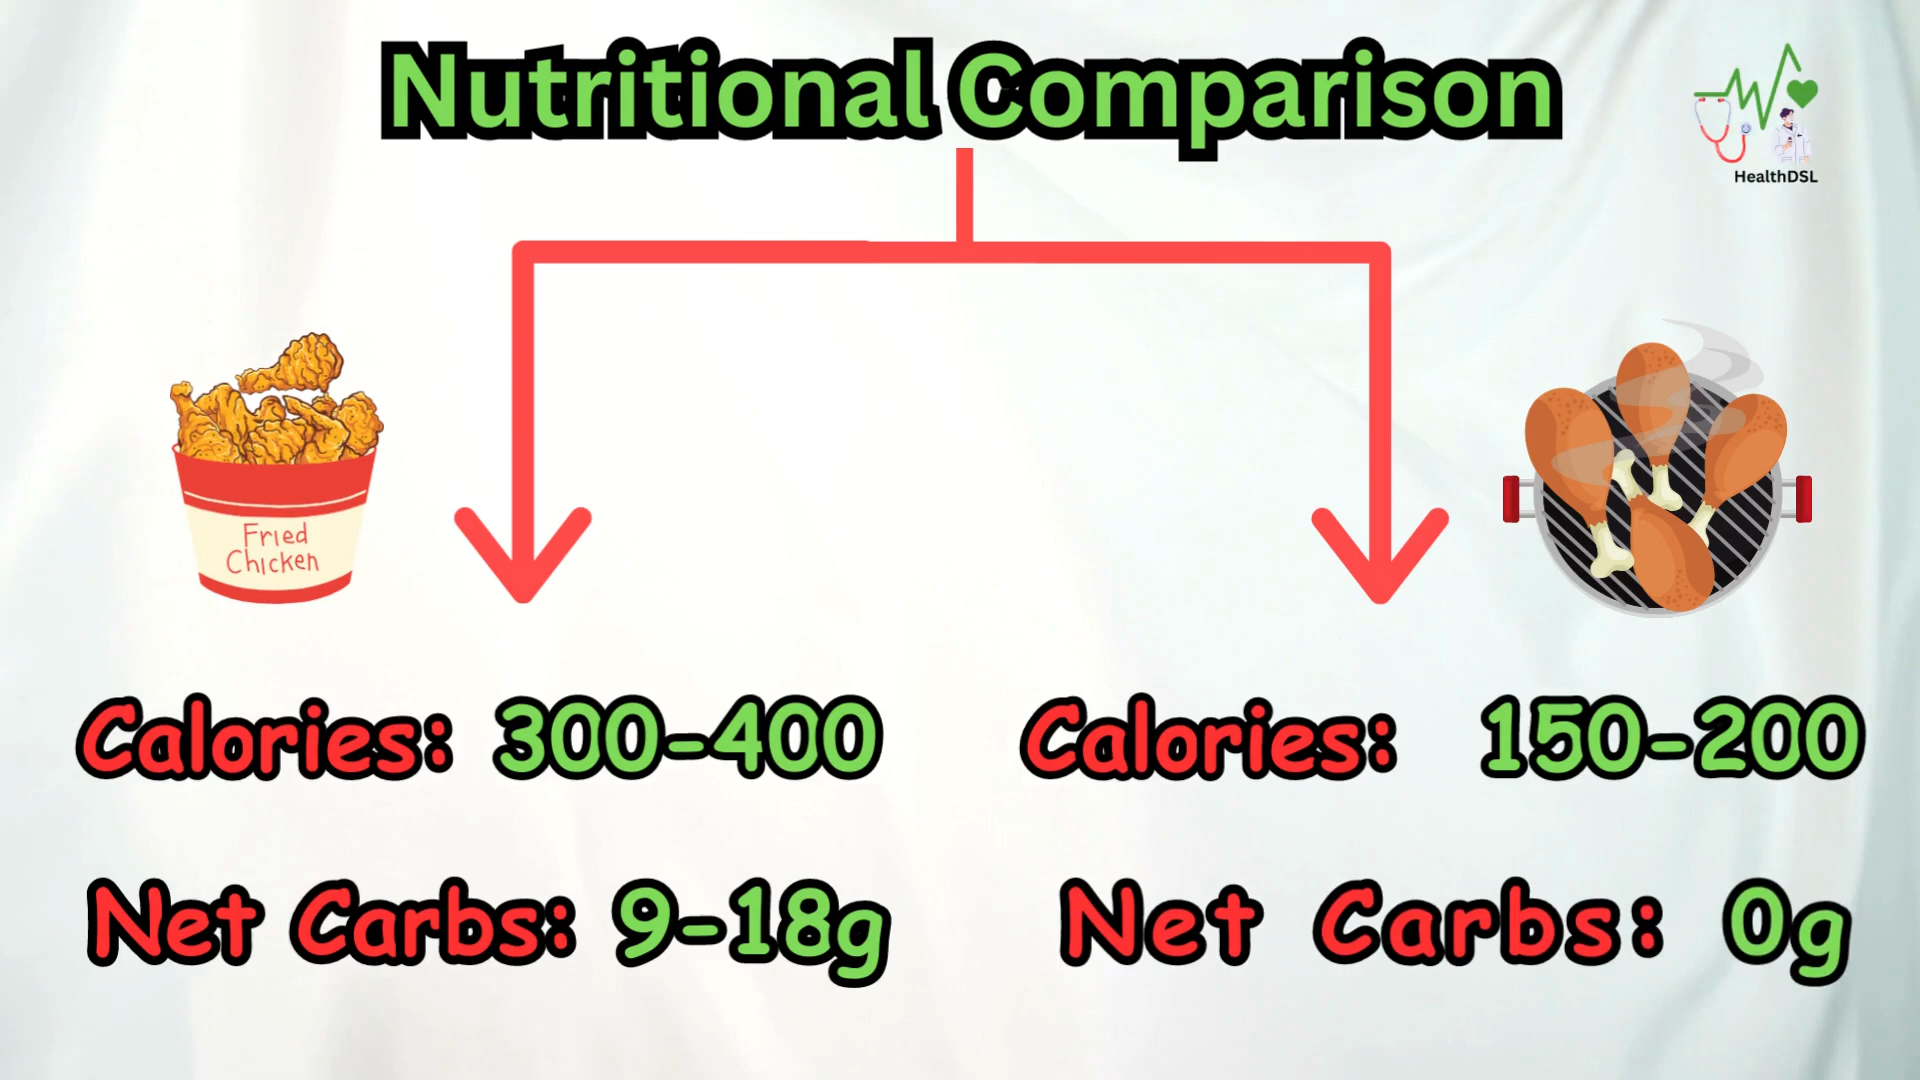 Nutritional Comparison
HealthDSL
Fried
Chicken
Calories: 300-400
Calories: 150-200
Net Carbs: 9-18g
Net Carbs: 0g